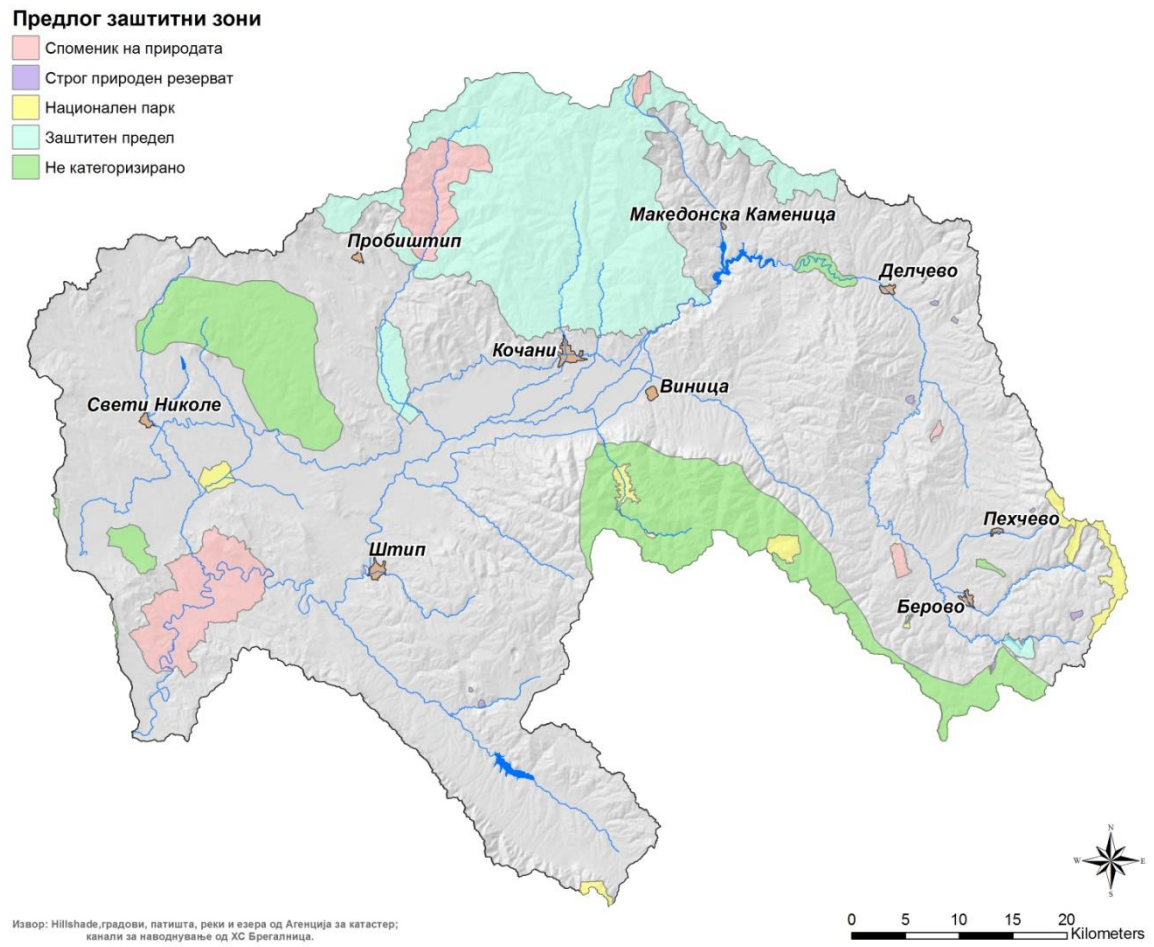 Предлог заштитни зони
Споменик на природата
Строг природен резерват
Национален парк
Заштитен предел
Не категоризирано
Македонска Каменица
Пробиштип
Делчево
Кочани
Виница
Свети Николе
Пехчево
Штип
Берово
N
W E
S
0 5 10 15 20
Kilometers
Извор: Hillshade,градови, патишта, реки и езера од Агенција за катастер;
канали за наводнување од ХС Брегалница.